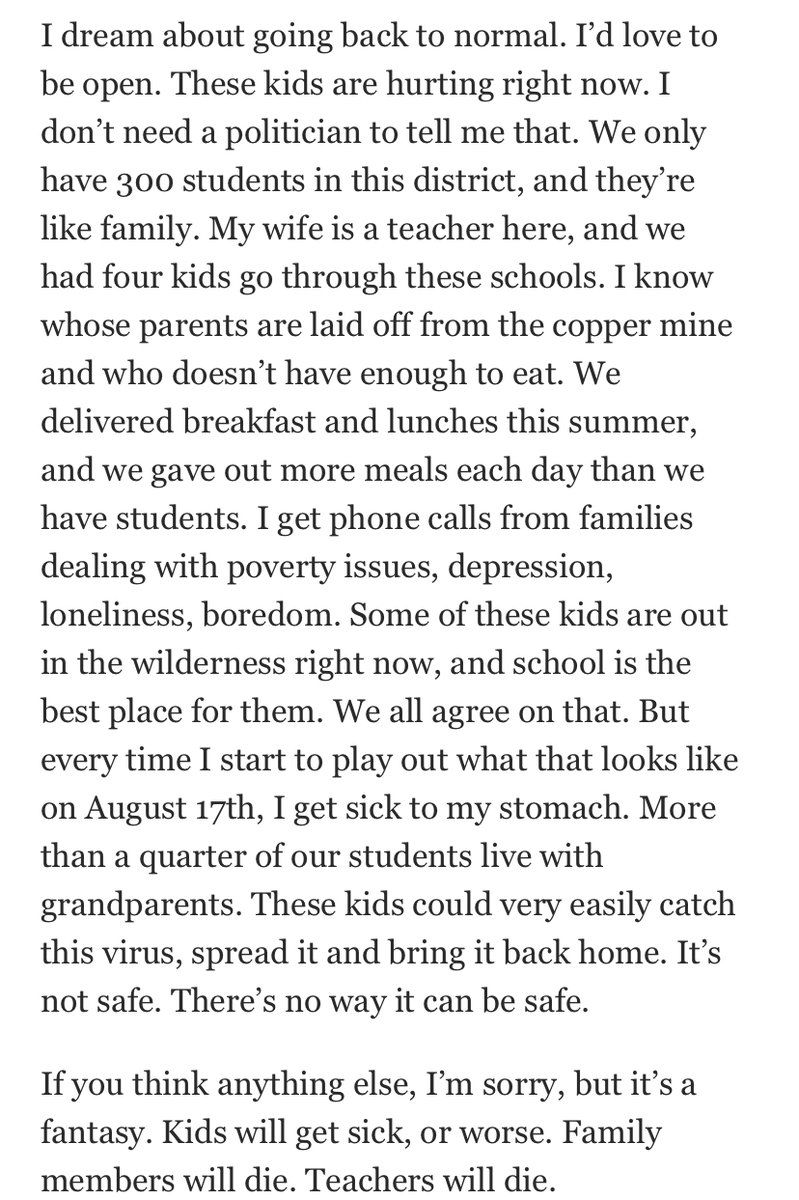 I dream about going back to normal. I’d love to
be open. These kids are hurting right now. I
don’t need a politician to tell me that. We only
have 300 students in this district, and they’re
like family. My wife is a teacher here, and we
had four kids go through these schools. I know
whose parents are laid off from the copper mine
and who doesn’t have enough to eat. We
delivered breakfast and lunches this summer,
and we gave out more meals each day than we
have students. I get phone calls from families
dealing with poverty issues, depression,
loneliness, boredom. Some of these kids are out
in the wilderness right now, and school is the
best place for them. We all agree on that. But
every time I start to play out what that looks like
on August 17th, I get sick to my stomach. More
than a quarter of our students live with
grandparents. These kids could very easily catch
this virus, spread it and bring it back home. It’s
not safe. There’s no way it can be safe.
If you think anything else, I’m sorry, but it’s a
fantasy. Kids will get sick, or worse. Family
members will die. Teachers will die.